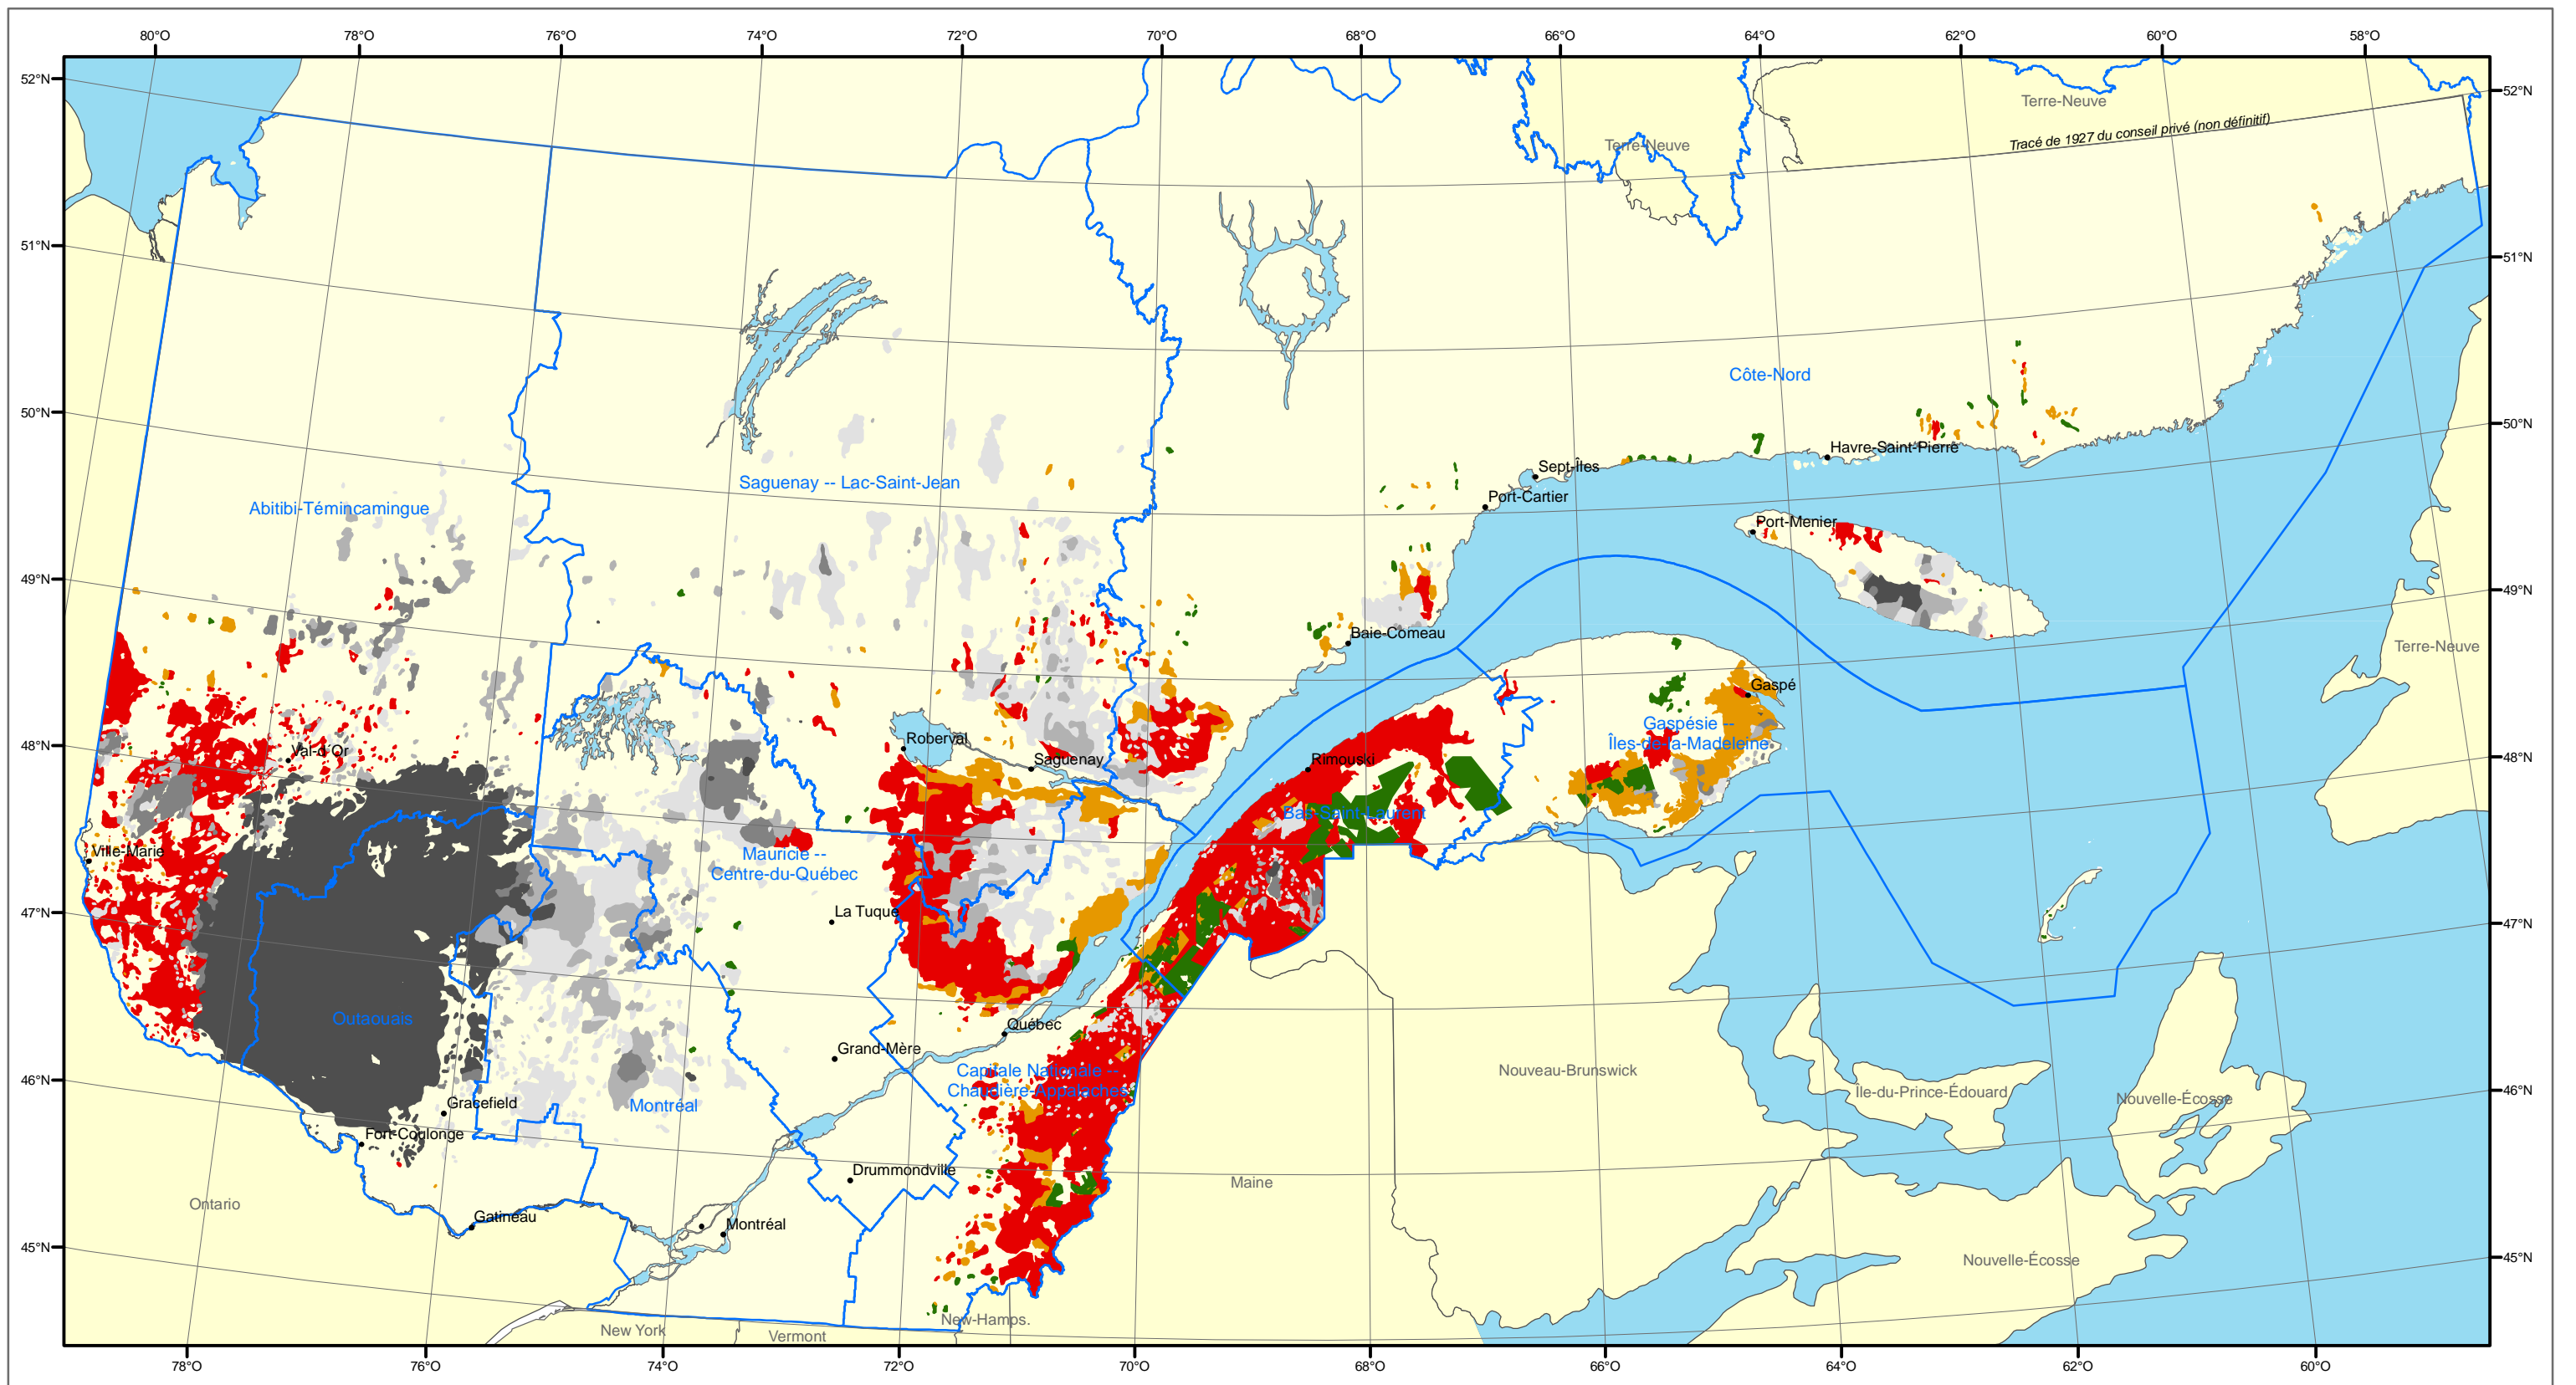 80°O
78°O
76°O
74°O
72°O
70°O
68°O
66°O
64°O
62°O
60°O
58°O
52°N
52°N
Terre-Neuve
Tracé de 1927 du conseil privé (non définitif)
Terre-Neuve
51°N
51°N
Côte-Nord
50°N
50°N
Havre-Saint-Pierre
Sept-Îles
Saguenay -- Lac-Saint-Jean
Port-Cartier
Abitibi-Témincamingue
Port-Menier
49°N
49°N
Baie-Comeau
Terre-Neuve
Gaspé
Gaspésie --
Îles-de-la-Madeleine
Roberval
48°N
48°N
Val-d'Or
Saguenay
Rimouski
Bas-Saint-Laurent
Ville-Marie
Mauricie --
Centre-du-Québec
47°N
47°N
La Tuque
Outaouais
Québec
Grand-Mère
Capitale Nationale --
Chaudière-Appalaches
Nouveau-Brunswick
46°N
46°N
Île-du-Prince-Édouard
Nouvelle-Écosse
Gracefield
Montréal
Fort-Coulonge
Drummondville
Maine
Ontario
Gatineau
Montréal
45°N
45°N
Nouvelle-Écosse
New-Hamps.
New York
Vermont
78°O
76°O
74°O
72°O
70°O
68°O
66°O
64°O
62°O
60°O